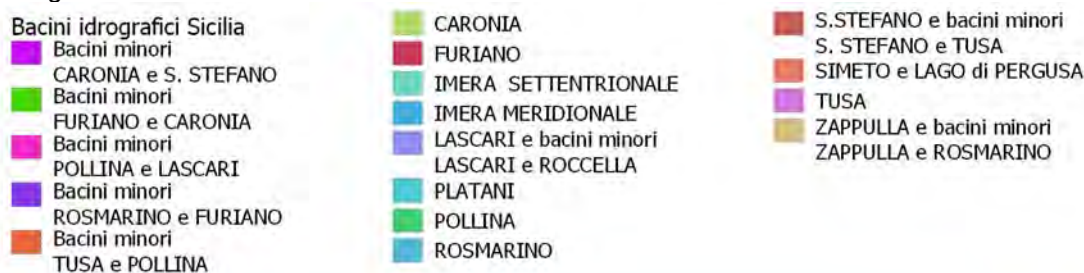 Bacini idrografici Sicilia
Bacini minori
CARONIA e S. STEFANO
Bacini minori
FURIANO e CARONIA
Bacini minori
POLLINA e LASCARI
Bacini minori
ROSMARINO e FURIANO
Bacini minori
TUSA e POLLINA
CARONIA
FURIANO
IMERA SETTENTRIONALE
IMERA MERIDIONALE
LASCARI e bacini minori
LASCARI e ROCCELLA
PLATANI
POLLINA
ROSMARINO
S.STEFANO e bacini minori
S. STEFANO e TUSA
SIMETO e LAGO di PERGUSA
TUSA
ZAPPULLA e bacini minori
ZAPPULLA e ROSMARINO